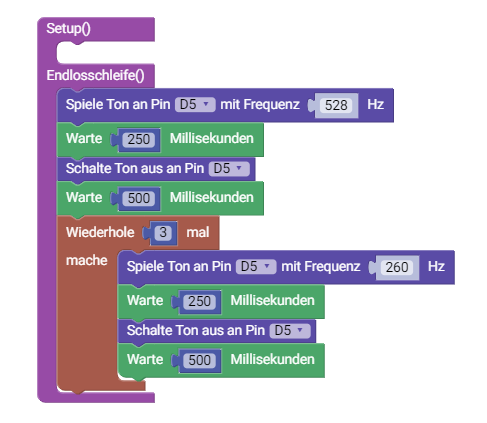 Setup()
Endlosschleife()
Spiele Ton an Pin D5 mit Frequenz 528 Hz
Warte 250 Millisekunden
Schalte Ton aus an Pin D5
Warte 500 Millisekunden
Wiederhole 3 mal
mache
Spiele Ton an Pin D5 mit Frequenz 260 Hz
Warte 250 Millisekunden
Schalte Ton aus an Pin D5
Warte 500 Millisekunden